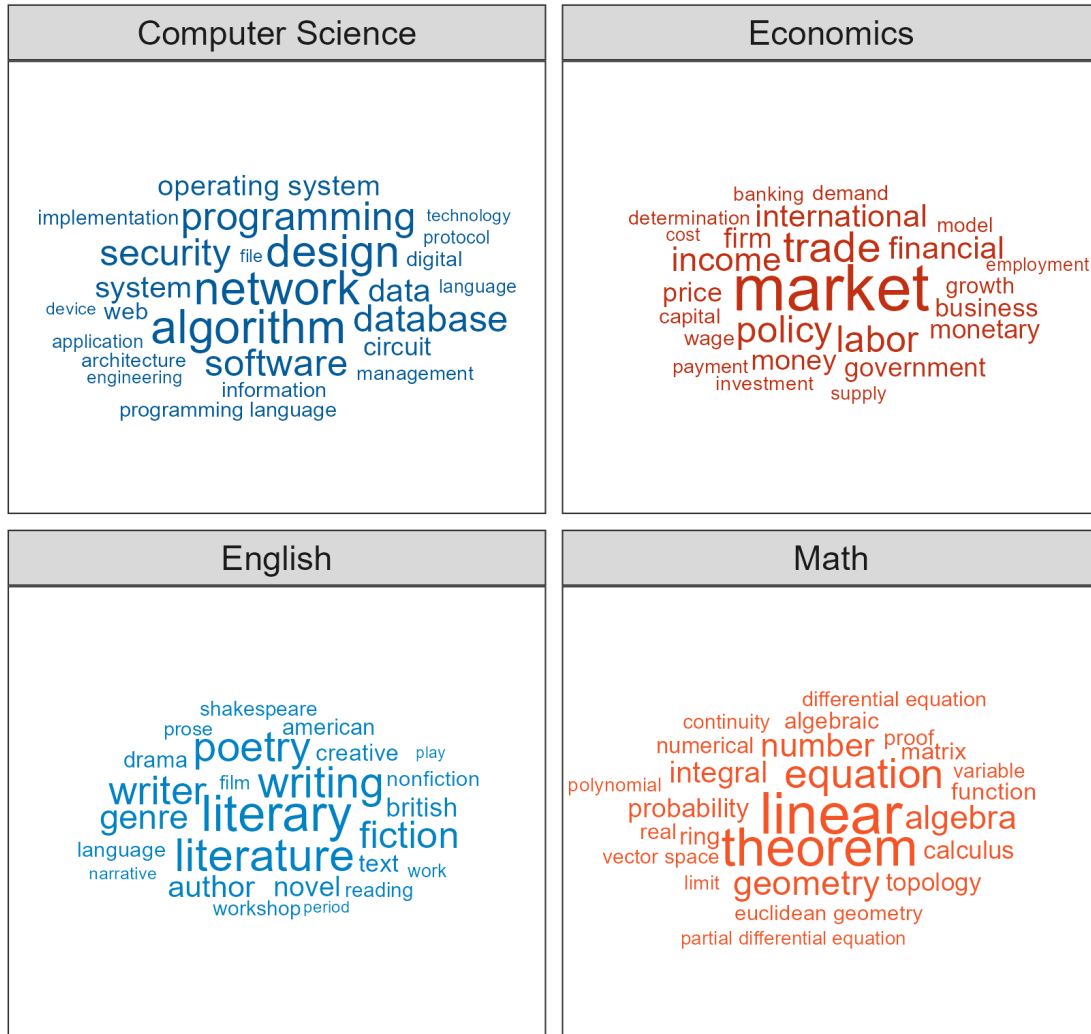 Computer Science
operating system
implementation programming technology
security file design protocol
digital
system network data language
device web algorithm database
application circuit
architecture software management
engineering
information
programming language
Economics
banking demand
determination international model
cost firm trade financial
income employment
price market growth
capital business
wage policy labor monetary
payment money government
investment supply
English
shakespeare
prose american
drama poetry creative play
writer film writing nonfiction
genre literary british
language fiction
narrative literature text work
author novel reading
workshop period
Math
differential equation
continuity algebraic
numerical number proof matrix
polynomial integral equation variable
function
probability linear algebra
real ring
vector space theorem calculus
limit geometry topology
euclidean geometry
partial differential equation